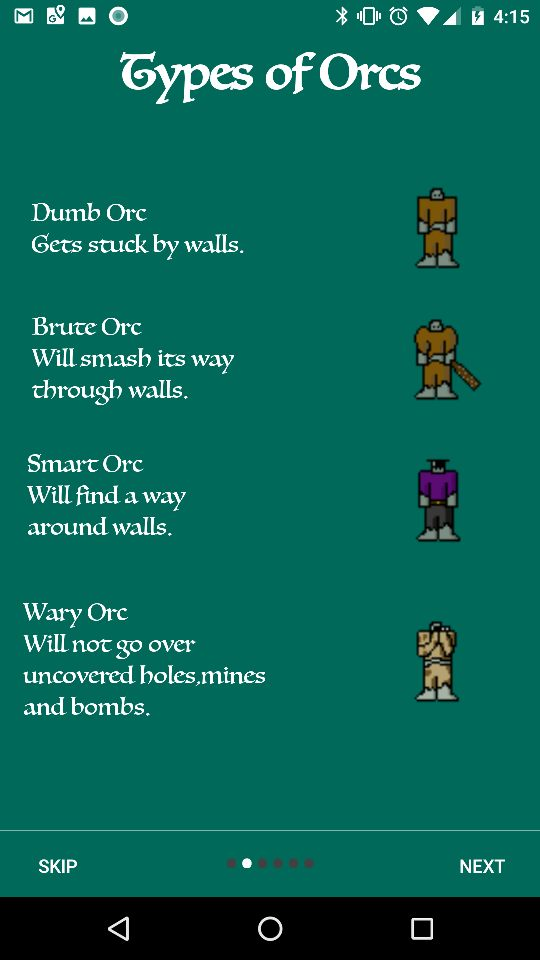 4:15
Types of Orcs
Dumb Orc
Gets stuck by walls.
Brute Orc
Will smash its way
through walls.
Smart Orc
Will find a way
around walls.
Wary Orc
Will not go over
uncovered holes,mines
and bombs.
SKIP
NEXT